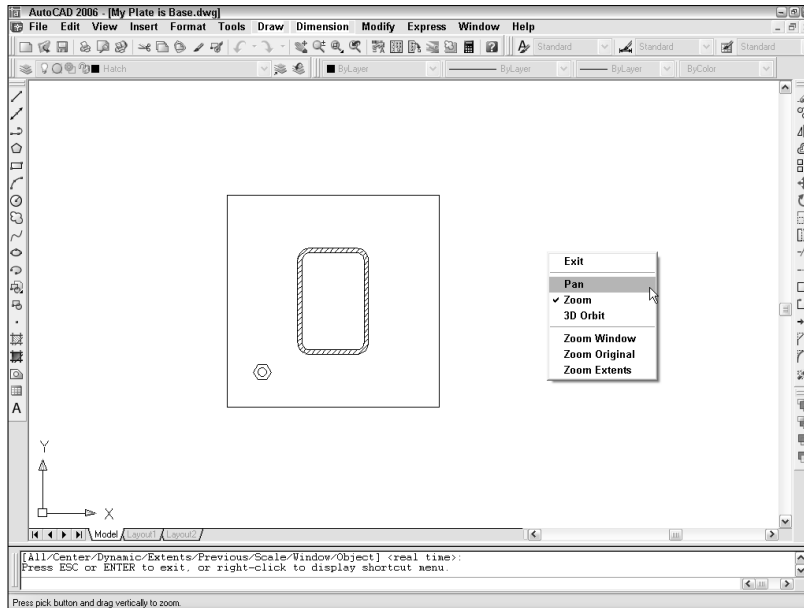 AutoCAD 2006 - [My Plate is Base.dwg]
File Edit View Insert Format Tools Draw Dimension Modify Express Window Help
Standard Standard Standard
Hatch ByLayer ByLayer ByLayer ByColor
Exit
Pan
Zoom
3D Orbit
Zoom Window
Zoom Original
Zoom Extents
A
Y
X
Model Layout1 Layout2
[All/Center/Dynamic/Extents/Previous/Scale/Window/Object] <real time>:
Press ESC or ENTER to exit, or right-click to display shortcut menu.
Press pick button and drag vertically to zoom.